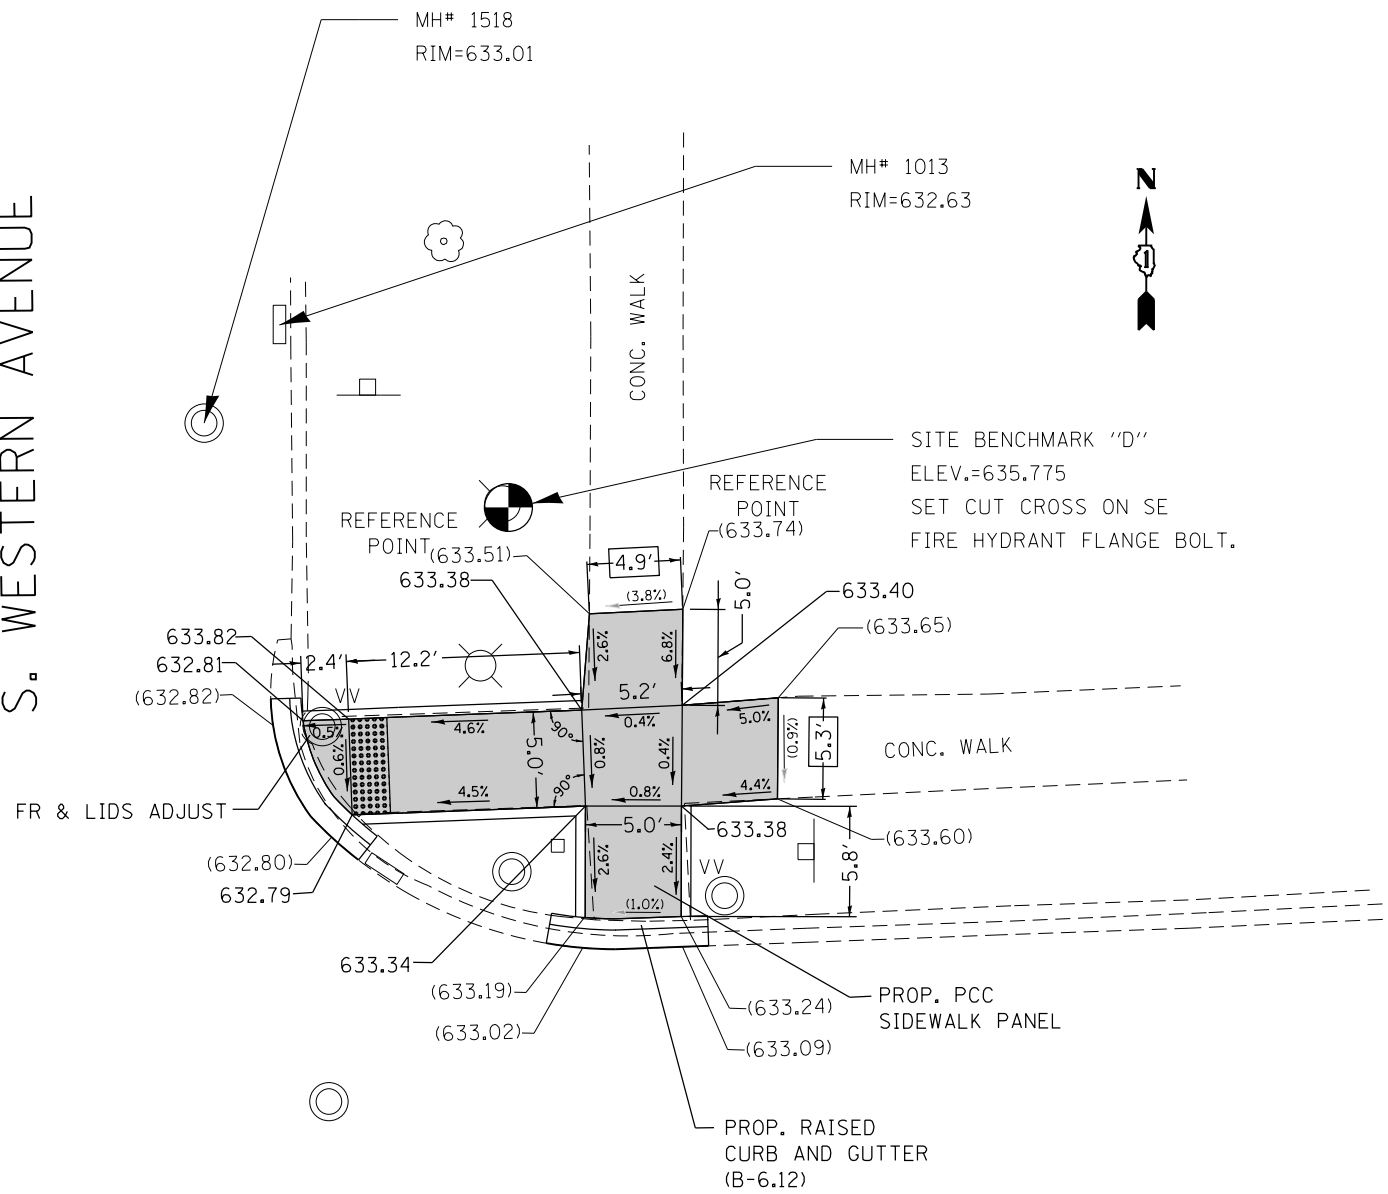 MH# 1518
RIM=633.01
MH# 1013
RIM=632.63
N
1
S. WESTERN AVENUE
CONC. WALK
SITE BENCHMARK "D"
ELEV.=635.775
SET CUT CROSS ON SE
FIRE HYDRANT FLANGE BOLT.
REFERENCE
POINT
(633.74)
REFERENCE
POINT
(633.51)
633.38
4.9'
(3.8%)
5.0'
633.40
(633.65)
633.82
632.81
(632.82)
2.4'
12.2'
2.6%
6.8%
5.2'
VV
0.5%
0.6%
4.6%
90°
5.0'
0.4%
5.0%
(0.9%)
5.3'
CONC. WALK
0.8%
0.4%
4.5%
90°
0.8%
4.4%
FR & LIDS ADJUST
5.0'
633.38
(633.60)
5.8'
(632.80)
632.79
2.6%
2.4%
VV
(1.0%)
633.34
(633.19)
(633.02)
(633.24)
(633.09)
PROP. PCC
SIDEWALK PANEL
PROP. RAISED
CURB AND GUTTER
(B-6.12)